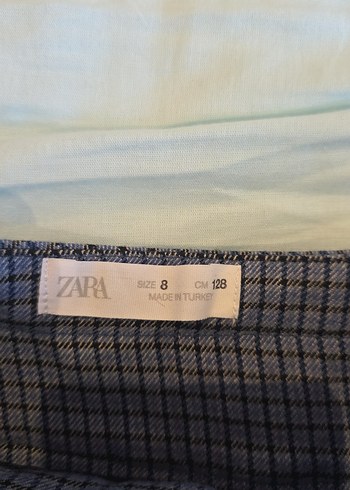 ZARA SIZE 8 CM 128
MADE IN TURKEY